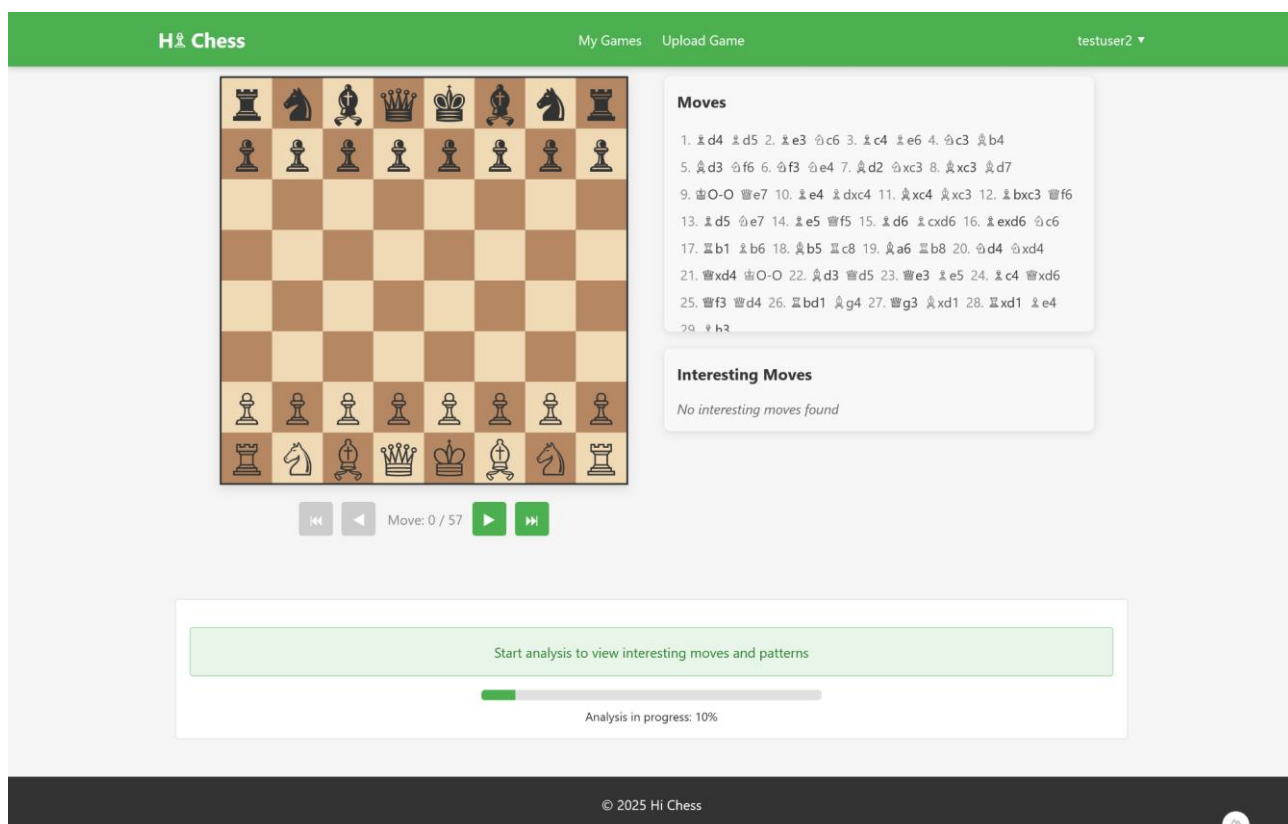 H♗ Chess
My Games Upload Game
testuser2 ▼
Moves
1. ♗d4 ♗d5 2. ♗e3 ♘c6 3. ♗c4 ♗e6 4. ♘c3 ♗b4
5. ♗d3 ♘f6 6. ♘f3 ♘e4 7. ♗d2 ♘xc3 8. ♗xc3 ♗d7
9. ♔O-O ♕e7 10. ♙e4 ♙dxc4 11. ♗xc4 ♗xc3 12. ♙bxc3 ♕f6
13. ♙d5 ♘e7 14. ♙e5 ♕f5 15. ♙d6 ♙cxd6 16. ♙exd6 ♘c6
17. ♖b1 ♙b6 18. ♗b5 ♖c8 19. ♗a6 ♖b8 20. ♘d4 ♘xd4
21. ♕xd4 ♔O-O 22. ♗d3 ♕d5 23. ♕e3 ♙e5 24. ♙c4 ♕xd6
25. ♕f3 ♕d4 26. ♖bd1 ♗g4 27. ♕g3 ♗xd1 28. ♖xd1 ♙e4
29. ♙h3
Interesting Moves
No interesting moves found
Move: 0 / 57
Start analysis to view interesting moves and patterns
Analysis in progress: 10%
© 2025 Hi Chess